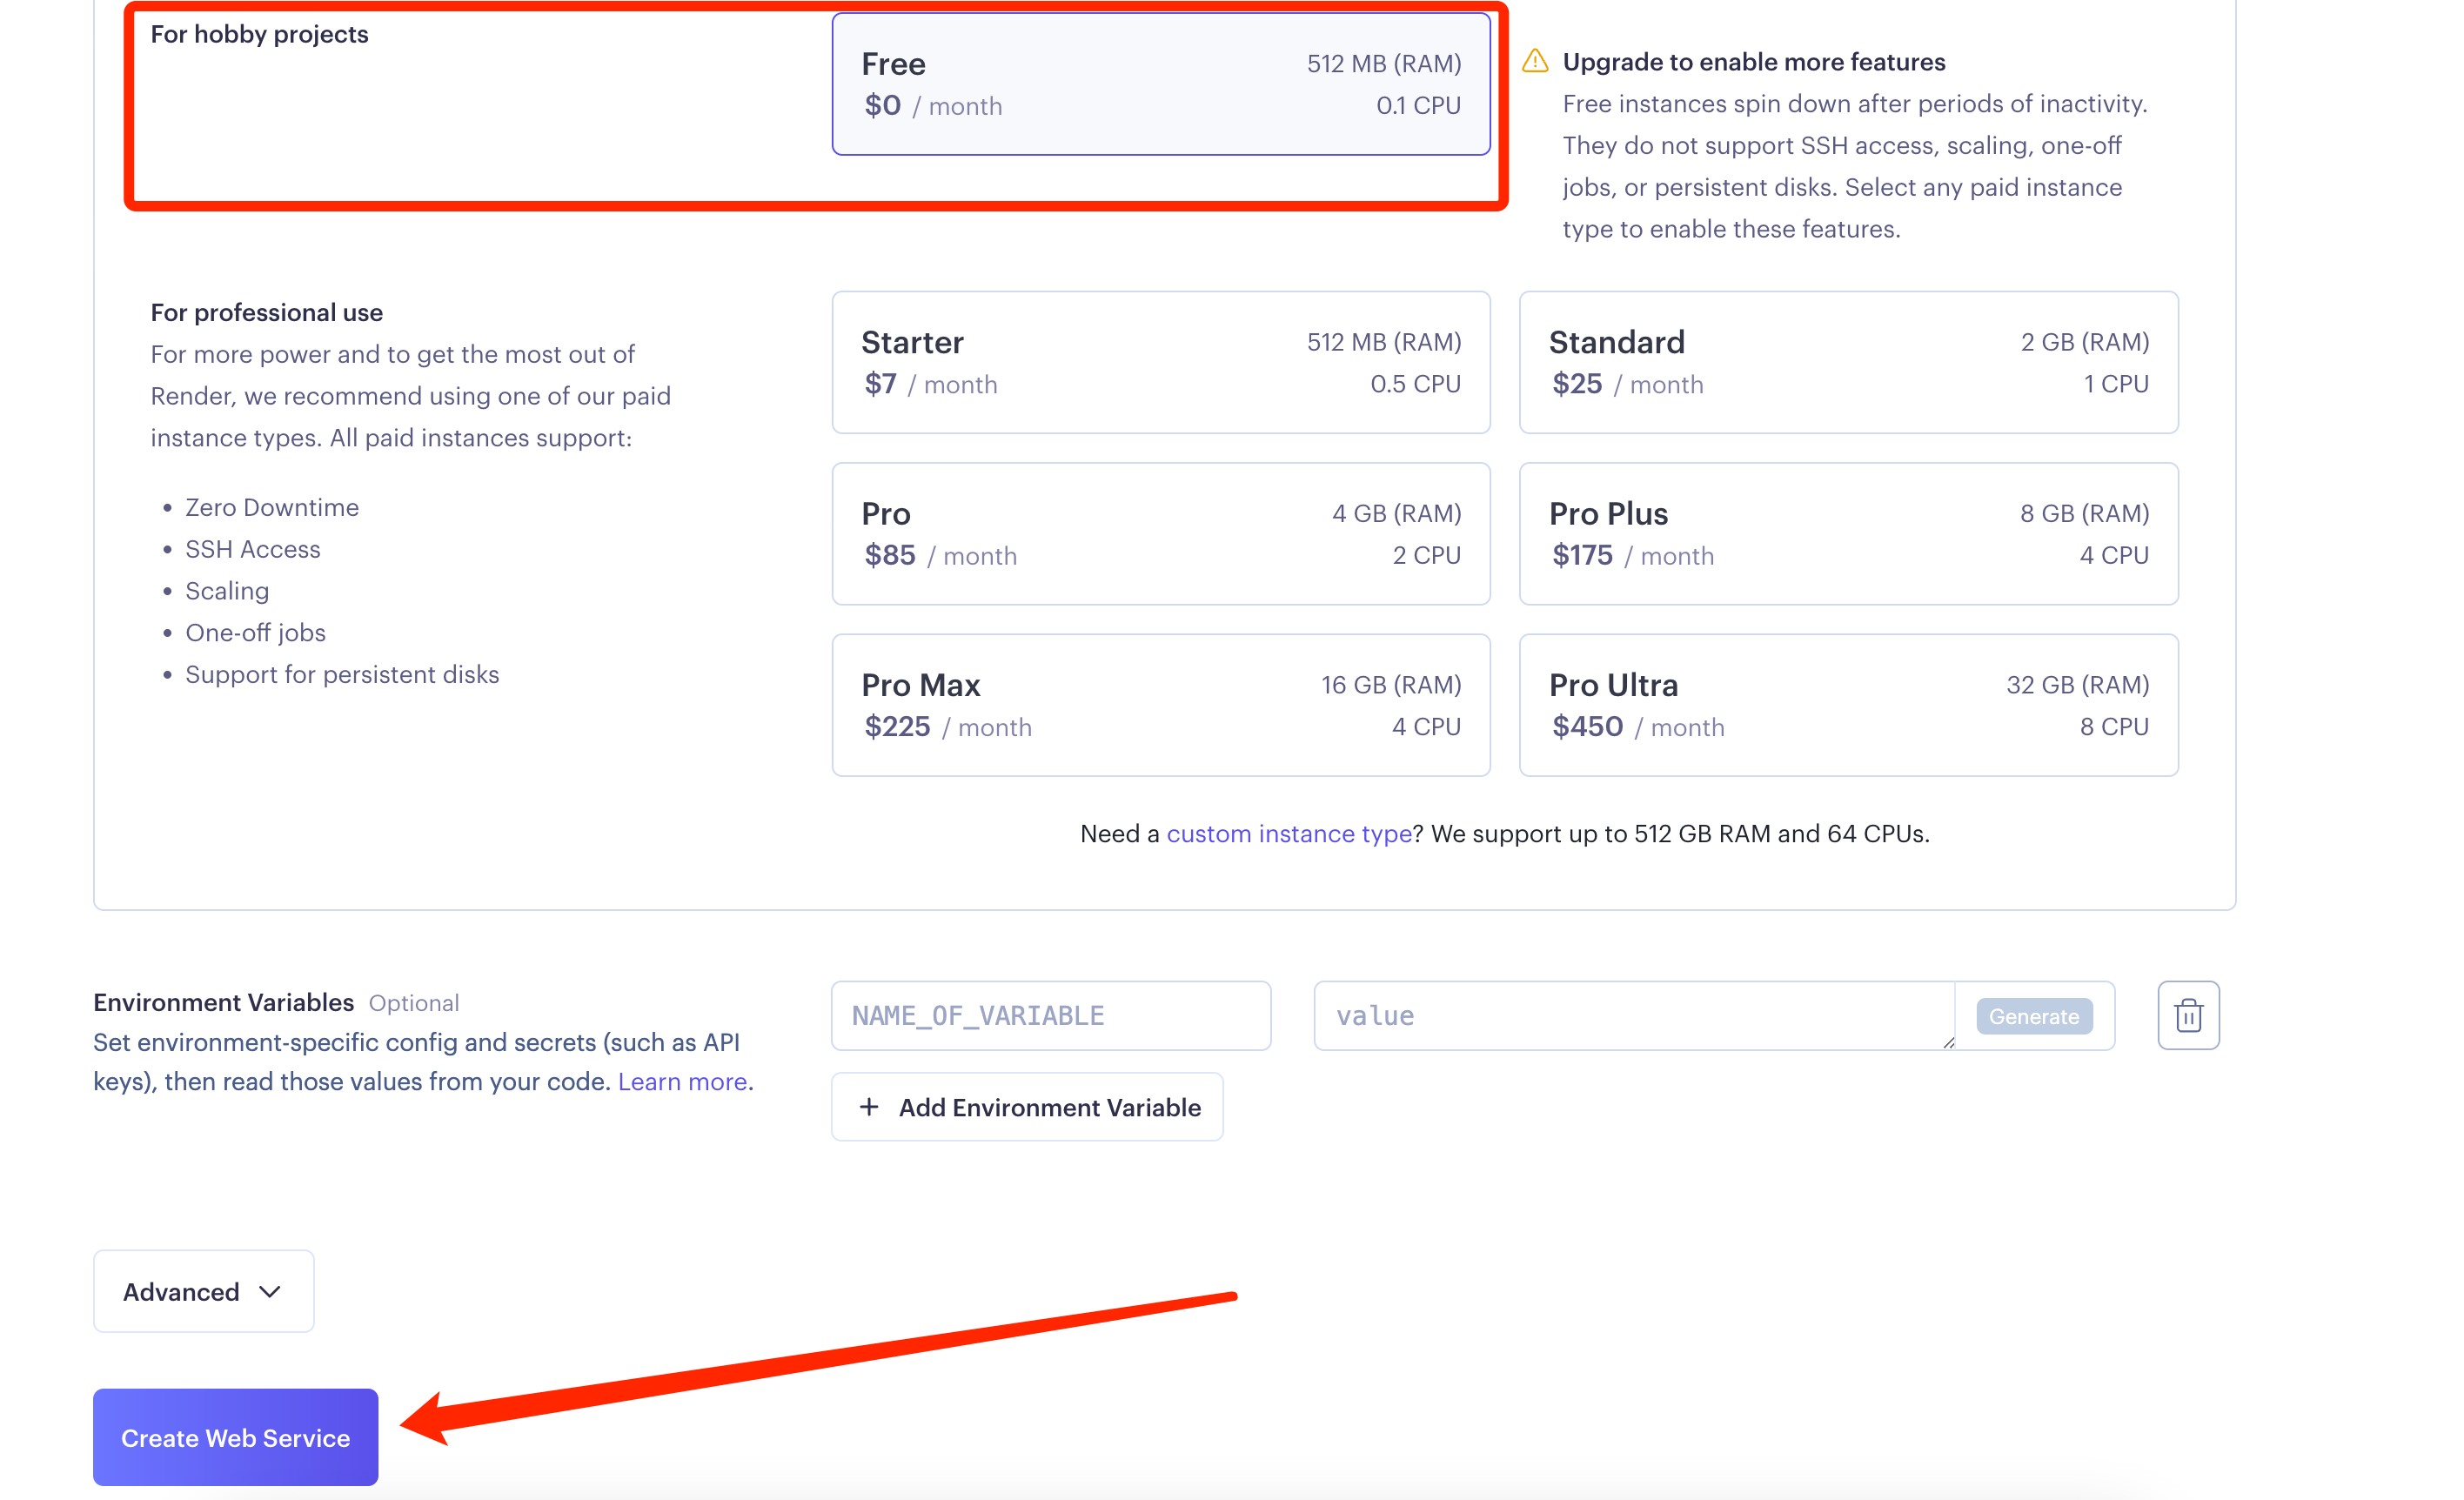 For hobby projects
Free
512 MB (RAM)
$0 / month
0.1 CPU
Upgrade to enable more features
Free instances spin down after periods of inactivity.
They do not support SSH access, scaling, one-off
jobs, or persistent disks. Select any paid instance
type to enable these features.
For professional use
For more power and to get the most out of
Render, we recommend using one of our paid
instance types. All paid instances support:
• Zero Downtime
• SSH Access
• Scaling
• One-off jobs
• Support for persistent disks
Starter
512 MB (RAM)
$7 / month
0.5 CPU
Standard
2 GB (RAM)
$25 / month
1 CPU
Pro
4 GB (RAM)
$85 / month
2 CPU
Pro Plus
8 GB (RAM)
$175 / month
4 CPU
Pro Max
16 GB (RAM)
$225 / month
4 CPU
Pro Ultra
32 GB (RAM)
$450 / month
8 CPU
Need a custom instance type? We support up to 512 GB RAM and 64 CPUs.
Environment Variables Optional
Set environment-specific config and secrets (such as API
keys), then read those values from your code. Learn more.
NAME_OF_VARIABLE
value
Generate
+ Add Environment Variable
Advanced
Create Web Service